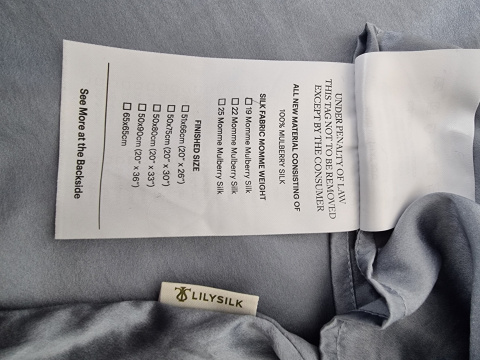 UNDER PENALTY OF LAW
THIS TAG NOT TO BE REMOVED
EXCEPT BY THE CONSUMER
ALL NEW MATERIAL CONSISTING OF
100% MULBERRY SILK
SILK FABRIC MOMME WEIGHT
☐ 19 Momme Mulberry Silk
☐ 22 Momme Mulberry Silk
☐ 25 Momme Mulberry Silk
FINISHED SIZE
☐ 51x66cm (20" x 26")
☐ 50x75cm (20" x 30")
☐ 50x80cm (20" x 33")
☐ 50x90cm (20" x 36")
☐ 65x65cm
See More at the Backside
LILYSILK